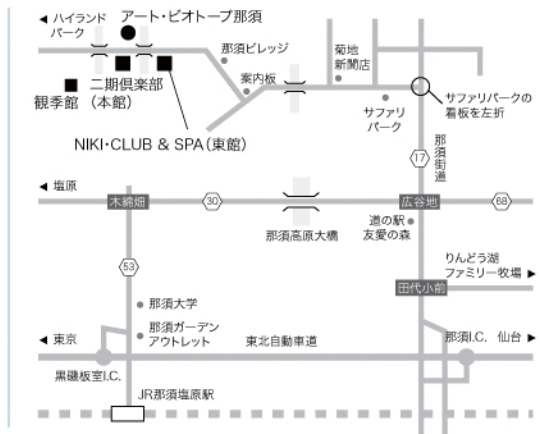 ◀ ハイランド
パーク
アート・ビオトープ那須
那須ビレッジ
菊地
新聞店
案内板
二期倶楽部
(本館)
観季館
サファリ
パーク
サファリパークの
看板を左折
NIKI・CLUB & SPA(東館)
17
那須街道
◀ 塩原
木綿畑
30
広谷地
68
那須高原大橋
道の駅
友愛の森
りんどう湖
ファミリー牧場 ▶
53
田代小前
那須大学
那須ガーデン
アウトレット
◀ 東京
東北自動車道
那須I.C. 仙台 ▶
黒磯板室I.C.
JR那須塩原駅